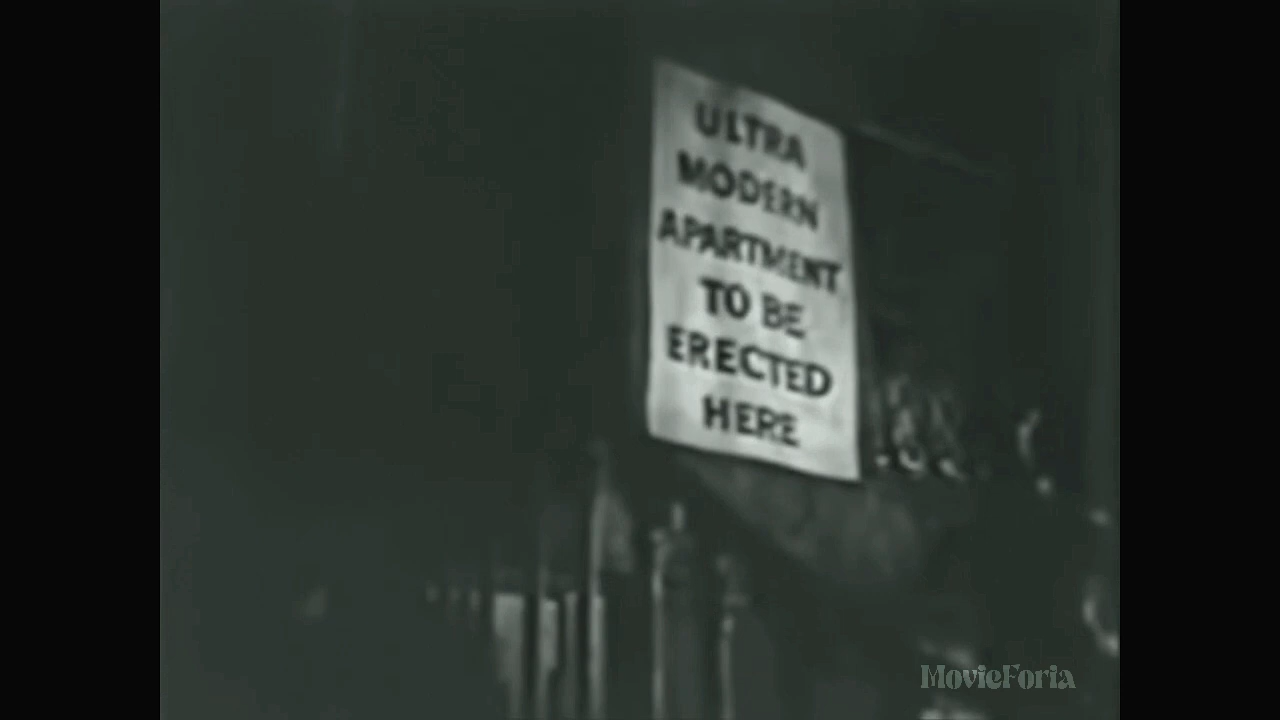 ULTRA
MODERN
APARTMENT
TO BE
ERECTED
HERE
MovieForia